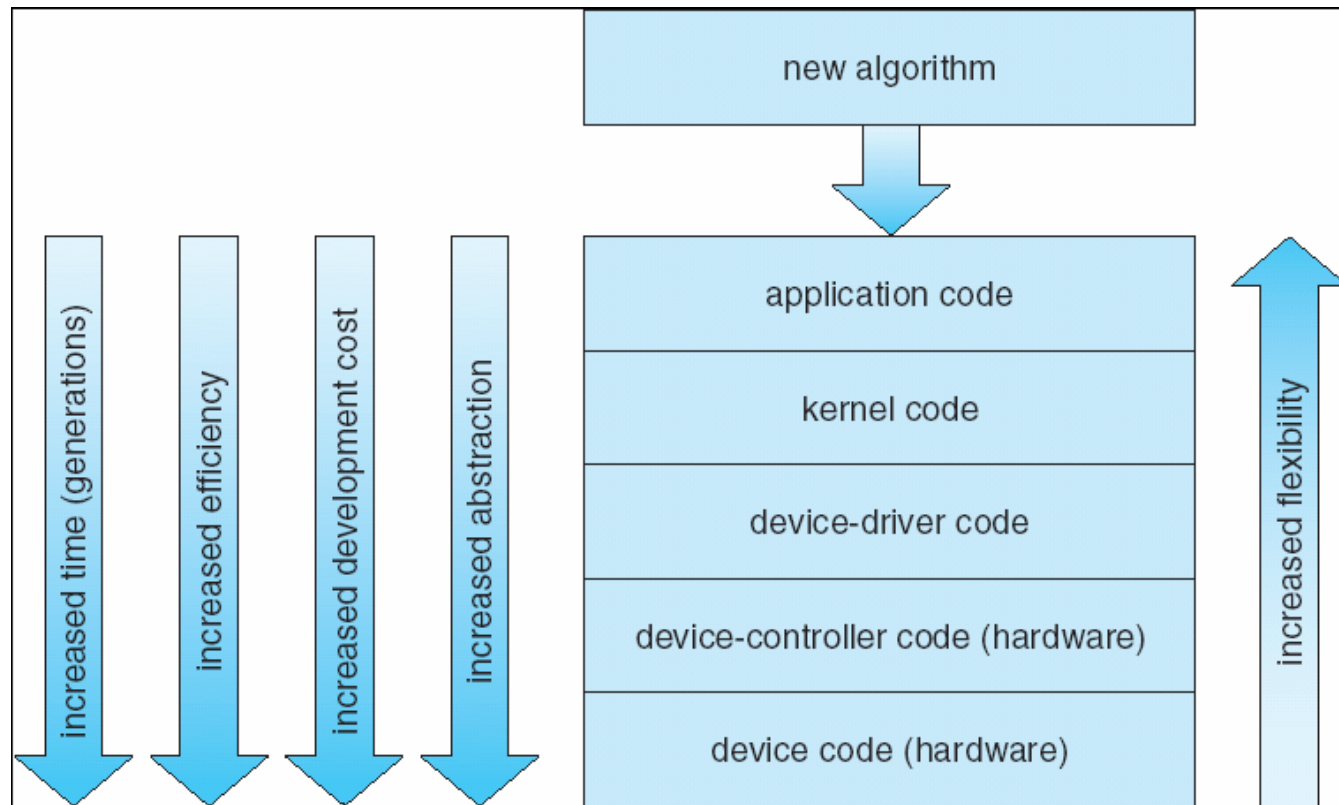 new algorithm
increased time (generations)
increased efficiency
increased development cost
increased abstraction
application code
kernel code
device-driver code
device-controller code (hardware)
device code (hardware)
increased flexibility